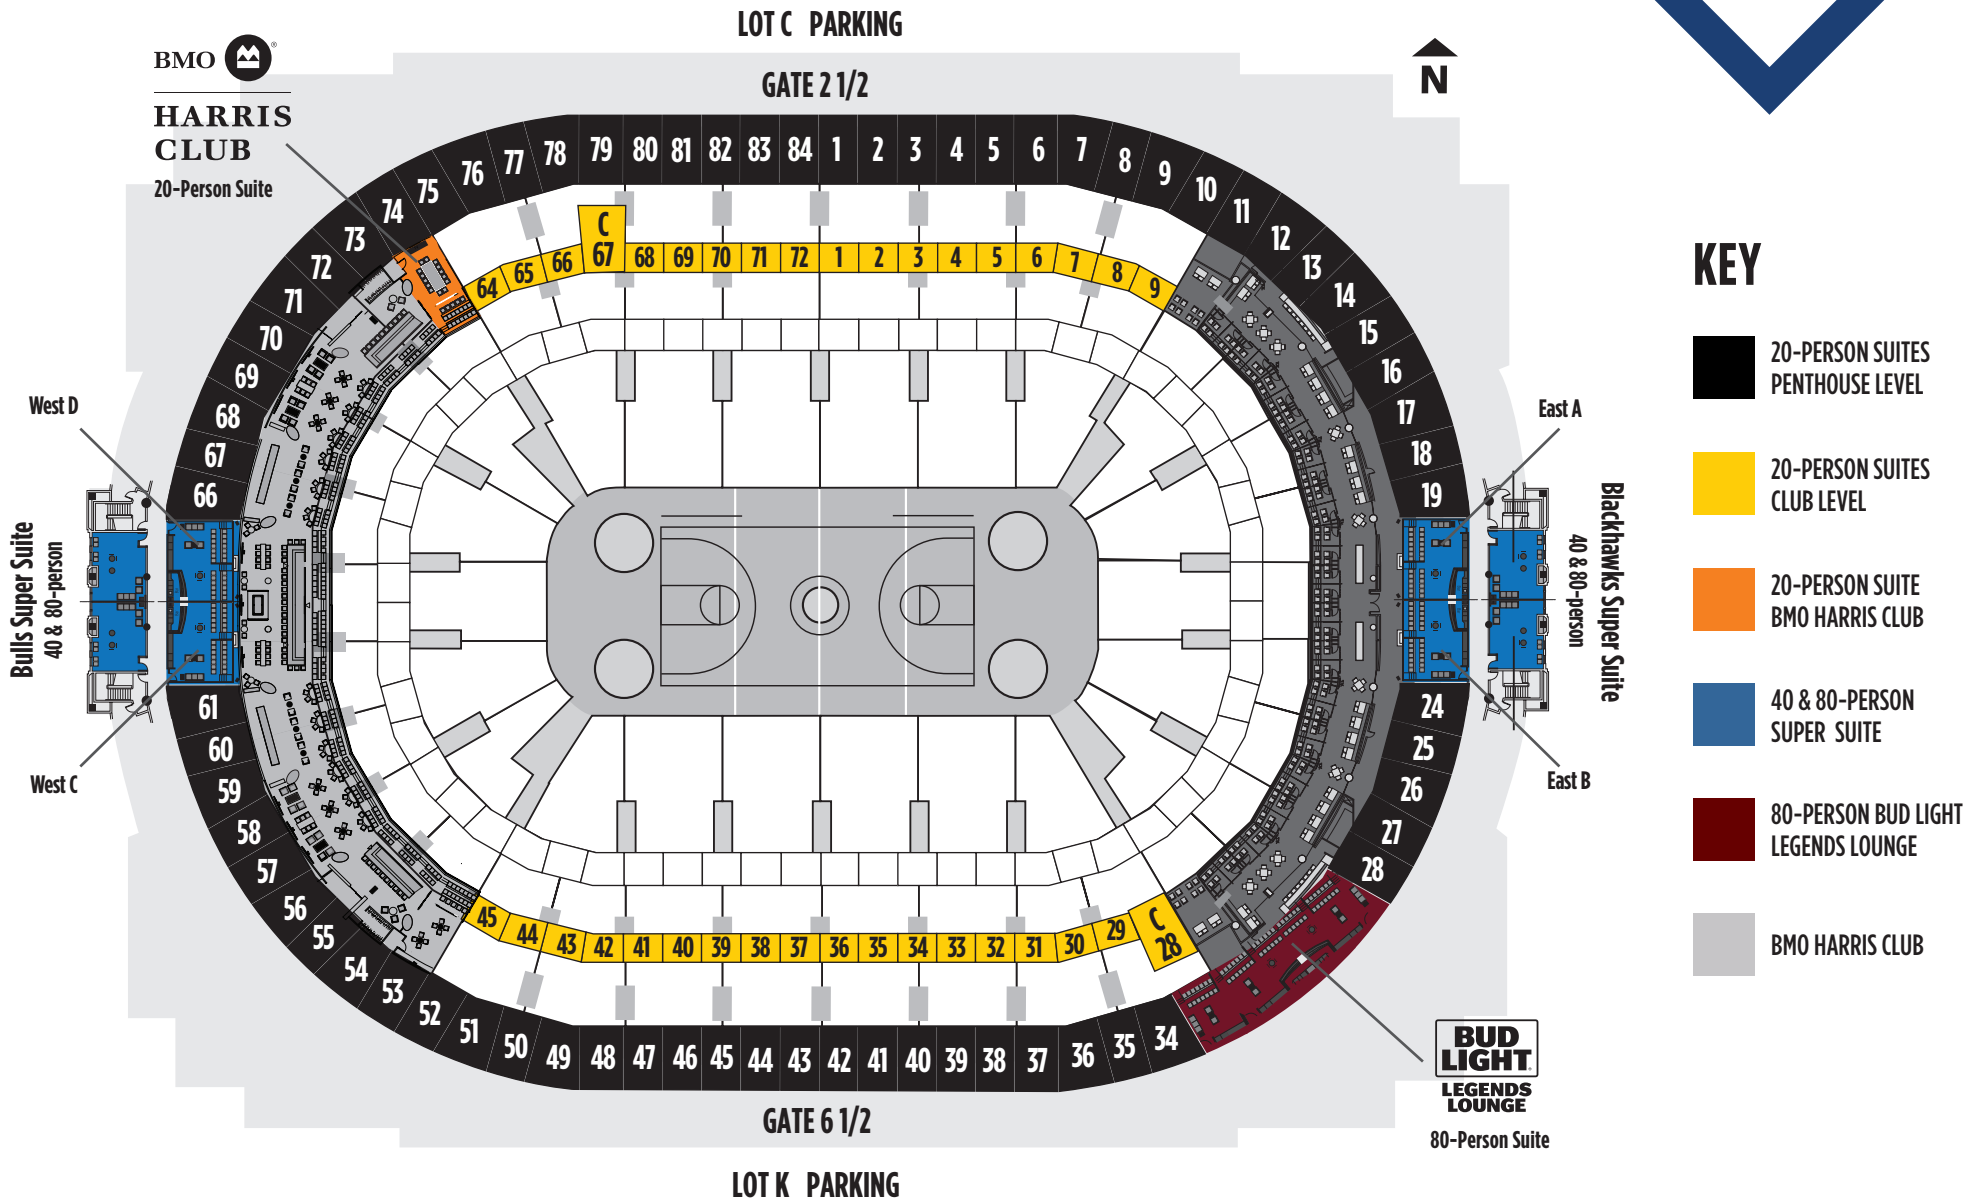 LOT C PARKING
GATE 2 1/2
N
BMO
HARRIS
CLUB
20-Person Suite
79 80 81 82 83 84 1 2 3 4 5 6 7 8 9 10 11 12 13 14 15 16 17 18 19
24 25 26 27 28
34 35 36 37 38 39 40 41 42 43 44 45 46 47 48 49 50 51 52 53 54 55 56 57 58 59 60 61
66 67 68 69 70 71 72 73 74 75 76 77 78
64 65 66
C
67
68 69 70 71 72 1 2 3 4 5 6 7 8 9
45 44 43 42 41 40 39 38 37 36 35 34 33 32 31 30 29
C
28
West D
West C
Bulls Super Suite
40 & 80-person
East A
East B
Blackhawks Super Suite
40 & 80-person
BUD
LIGHT
LEGENDS
LOUNGE
80-Person Suite
GATE 6 1/2
LOT K PARKING
KEY
20-PERSON SUITES
PENTHOUSE LEVEL
20-PERSON SUITES
CLUB LEVEL
20-PERSON SUITE
BMO HARRIS CLUB
40 & 80-PERSON
SUPER SUITE
80-PERSON BUD LIGHT
LEGENDS LOUNGE
BMO HARRIS CLUB